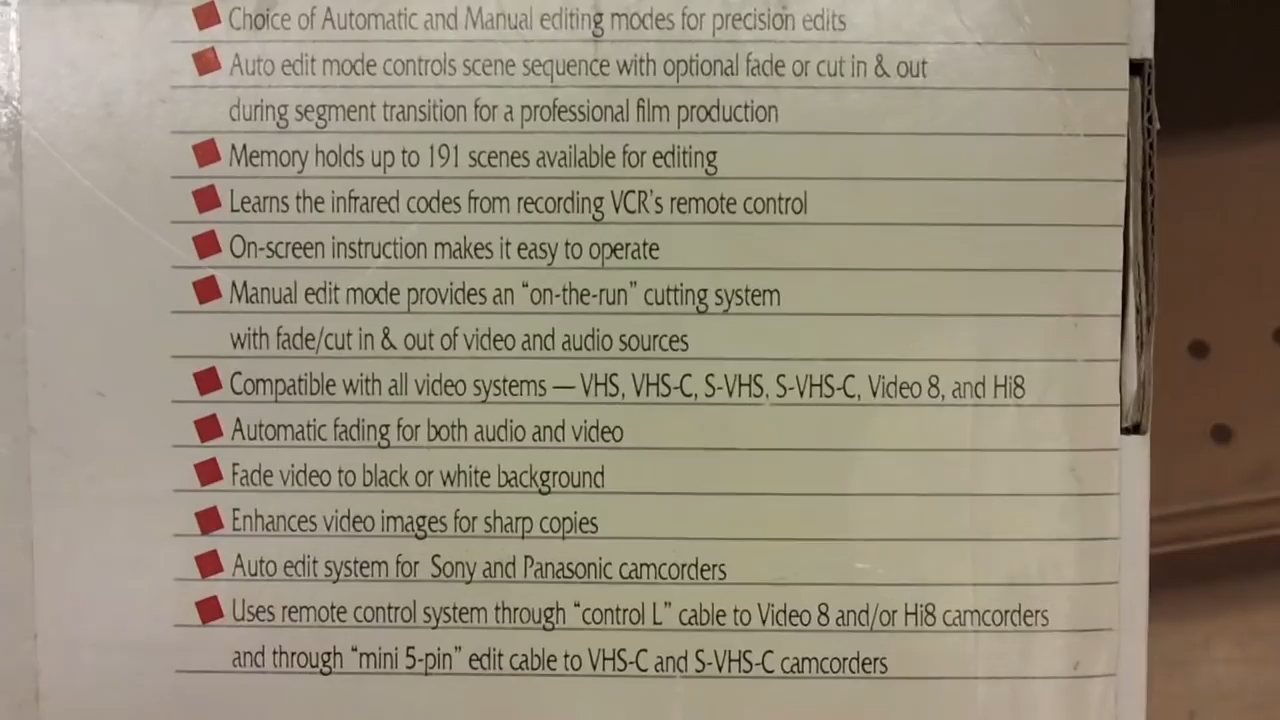 Choice of Automatic and Manual editing modes for precision edits
Auto edit mode controls scene sequence with optional fade or cut in & out
during segment transition for a professional film production
Memory holds up to 191 scenes available for editing
Learns the infrared codes from recording VCR's remote control
On-screen instruction makes it easy to operate
Manual edit mode provides an “on-the-run” cutting system
with fade/cut in & out of video and audio sources
Compatible with all video systems — VHS, VHS-C, S-VHS, S-VHS-C, Video 8, and Hi8
Automatic fading for both audio and video
Fade video to black or white background
Enhances video images for sharp copies
Auto edit system for Sony and Panasonic camcorders
Uses remote control system through “control L” cable to Video 8 and/or Hi8 camcorders
and through “mini 5-pin” edit cable to VHS-C and S-VHS-C camcorders